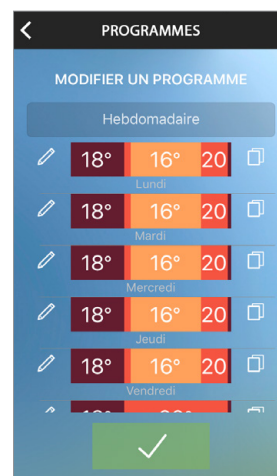 PROGRAMMES
MODIFIER UN PROGRAMME
Hebdomadaire
18° 16° 20
Lundi
18° 16° 20
Mardi
18° 16° 20
Mercredi
18° 16° 20
Jeudi
18° 16° 20
Vendredi